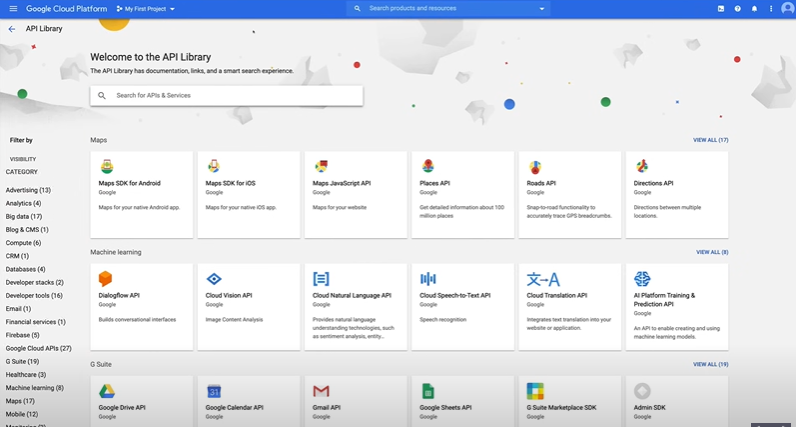 Google Cloud Platform
My First Project
Search products and resources
API Library
Welcome to the API Library
The API Library has documentation, links, and a smart search experience.
Search for APIs & Services
Filter by
VISIBILITY
CATEGORY
Advertising (13)
Analytics (4)
Big data (17)
Blog & CMS (1)
Compute (6)
CRM (1)
Databases (4)
Developer stacks (2)
Developer tools (16)
Email (1)
Financial services (1)
Firebase (5)
Google Cloud APIs (27)
G Suite (19)
Healthcare (3)
Machine learning (8)
Maps (17)
Mobile (12)
Maps
VIEW ALL (17)
Maps SDK for Android
Google
Maps for your native Android app.
Maps SDK for iOS
Google
Maps for your native iOS app.
Maps JavaScript API
Google
Maps for your website
Places API
Google
Get detailed information about 100
million places
Roads API
Google
Snap-to-road functionality to
accurately trace GPS breadcrumbs.
Directions API
Google
Directions between multiple
locations.
Machine learning
VIEW ALL (8)
Dialogflow API
Google
Builds conversational interfaces
Cloud Vision API
Google
Image Content Analysis
Cloud Natural Language API
Google
Provides natural language
understanding technologies, such
as sentiment analysis, entity...
Cloud Speech-to-Text API
Google
Speech recognition
文→A
Cloud Translation API
Google
Integrates text translation into your
website or application.
AI Platform Training &
Prediction API
Google
An API to enable creating and using
machine learning models.
G Suite
VIEW ALL (19)
Google Drive API
Google
31
Google Calendar API
Google
Gmail API
Google
Google Sheets API
Google
G Suite Marketplace SDK
Google
Admin SDK
Google